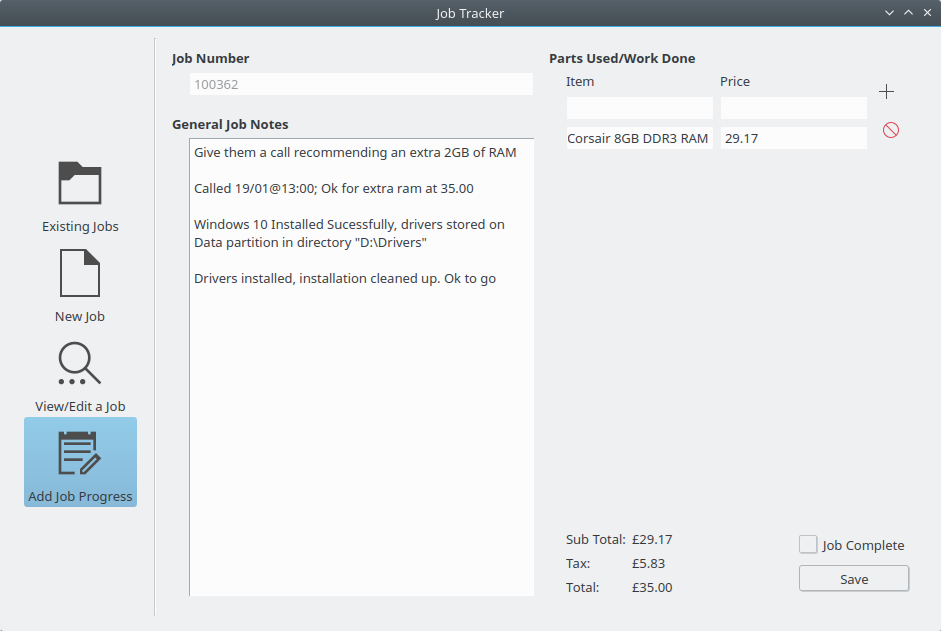 Job Tracker
Existing Jobs
New Job
View/Edit a Job
Add Job Progress
Job Number
100362
General Job Notes
Give them a call recommending an extra 2GB of RAM
Called 19/01@13:00; Ok for extra ram at 35.00
Windows 10 Installed Sucessfully, drivers stored on
Data partition in directory "D:\Drivers"
Drivers installed, installation cleaned up. Ok to go
Parts Used/Work Done
Item Price
Corsair 8GB DDR3 RAM 29.17
Sub Total: £29.17
Tax: £5.83
Total: £35.00
Job Complete
Save